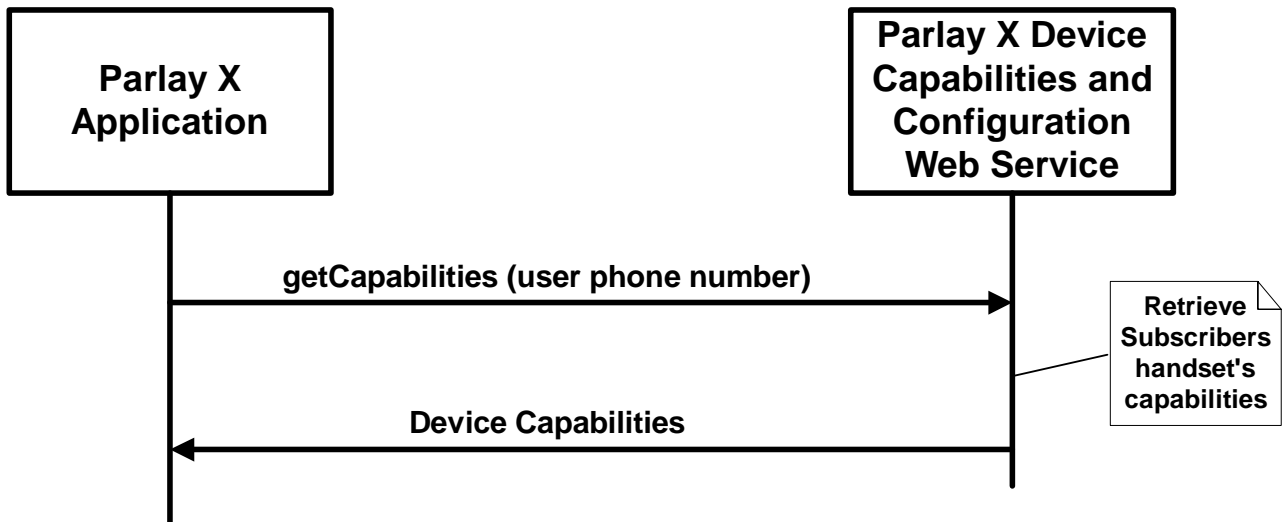 Parlay X
Application
Parlay X Device
Capabilities and
Configuration
Web Service
getCapabilities (user phone number)
Retrieve
Subscribers
handset's
capabilities
Device Capabilities